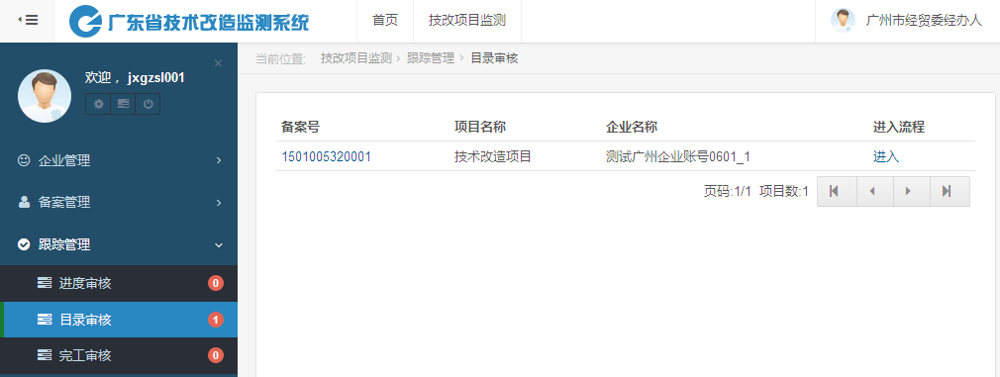 广东省技术改造监测系统
首页
技改项目监测
广州市经贸委经办人
欢迎， jxgzsl001
企业管理
备案管理
跟踪管理
进度审核 0
目录审核 1
完工审核 0
当前位置: 技改项目监测 › 跟踪管理 › 目录审核
备案号 项目名称 企业名称 进入流程
1501005320001 技术改造项目 测试广州企业账号0601_1 进入
页码:1/1 项目数:1